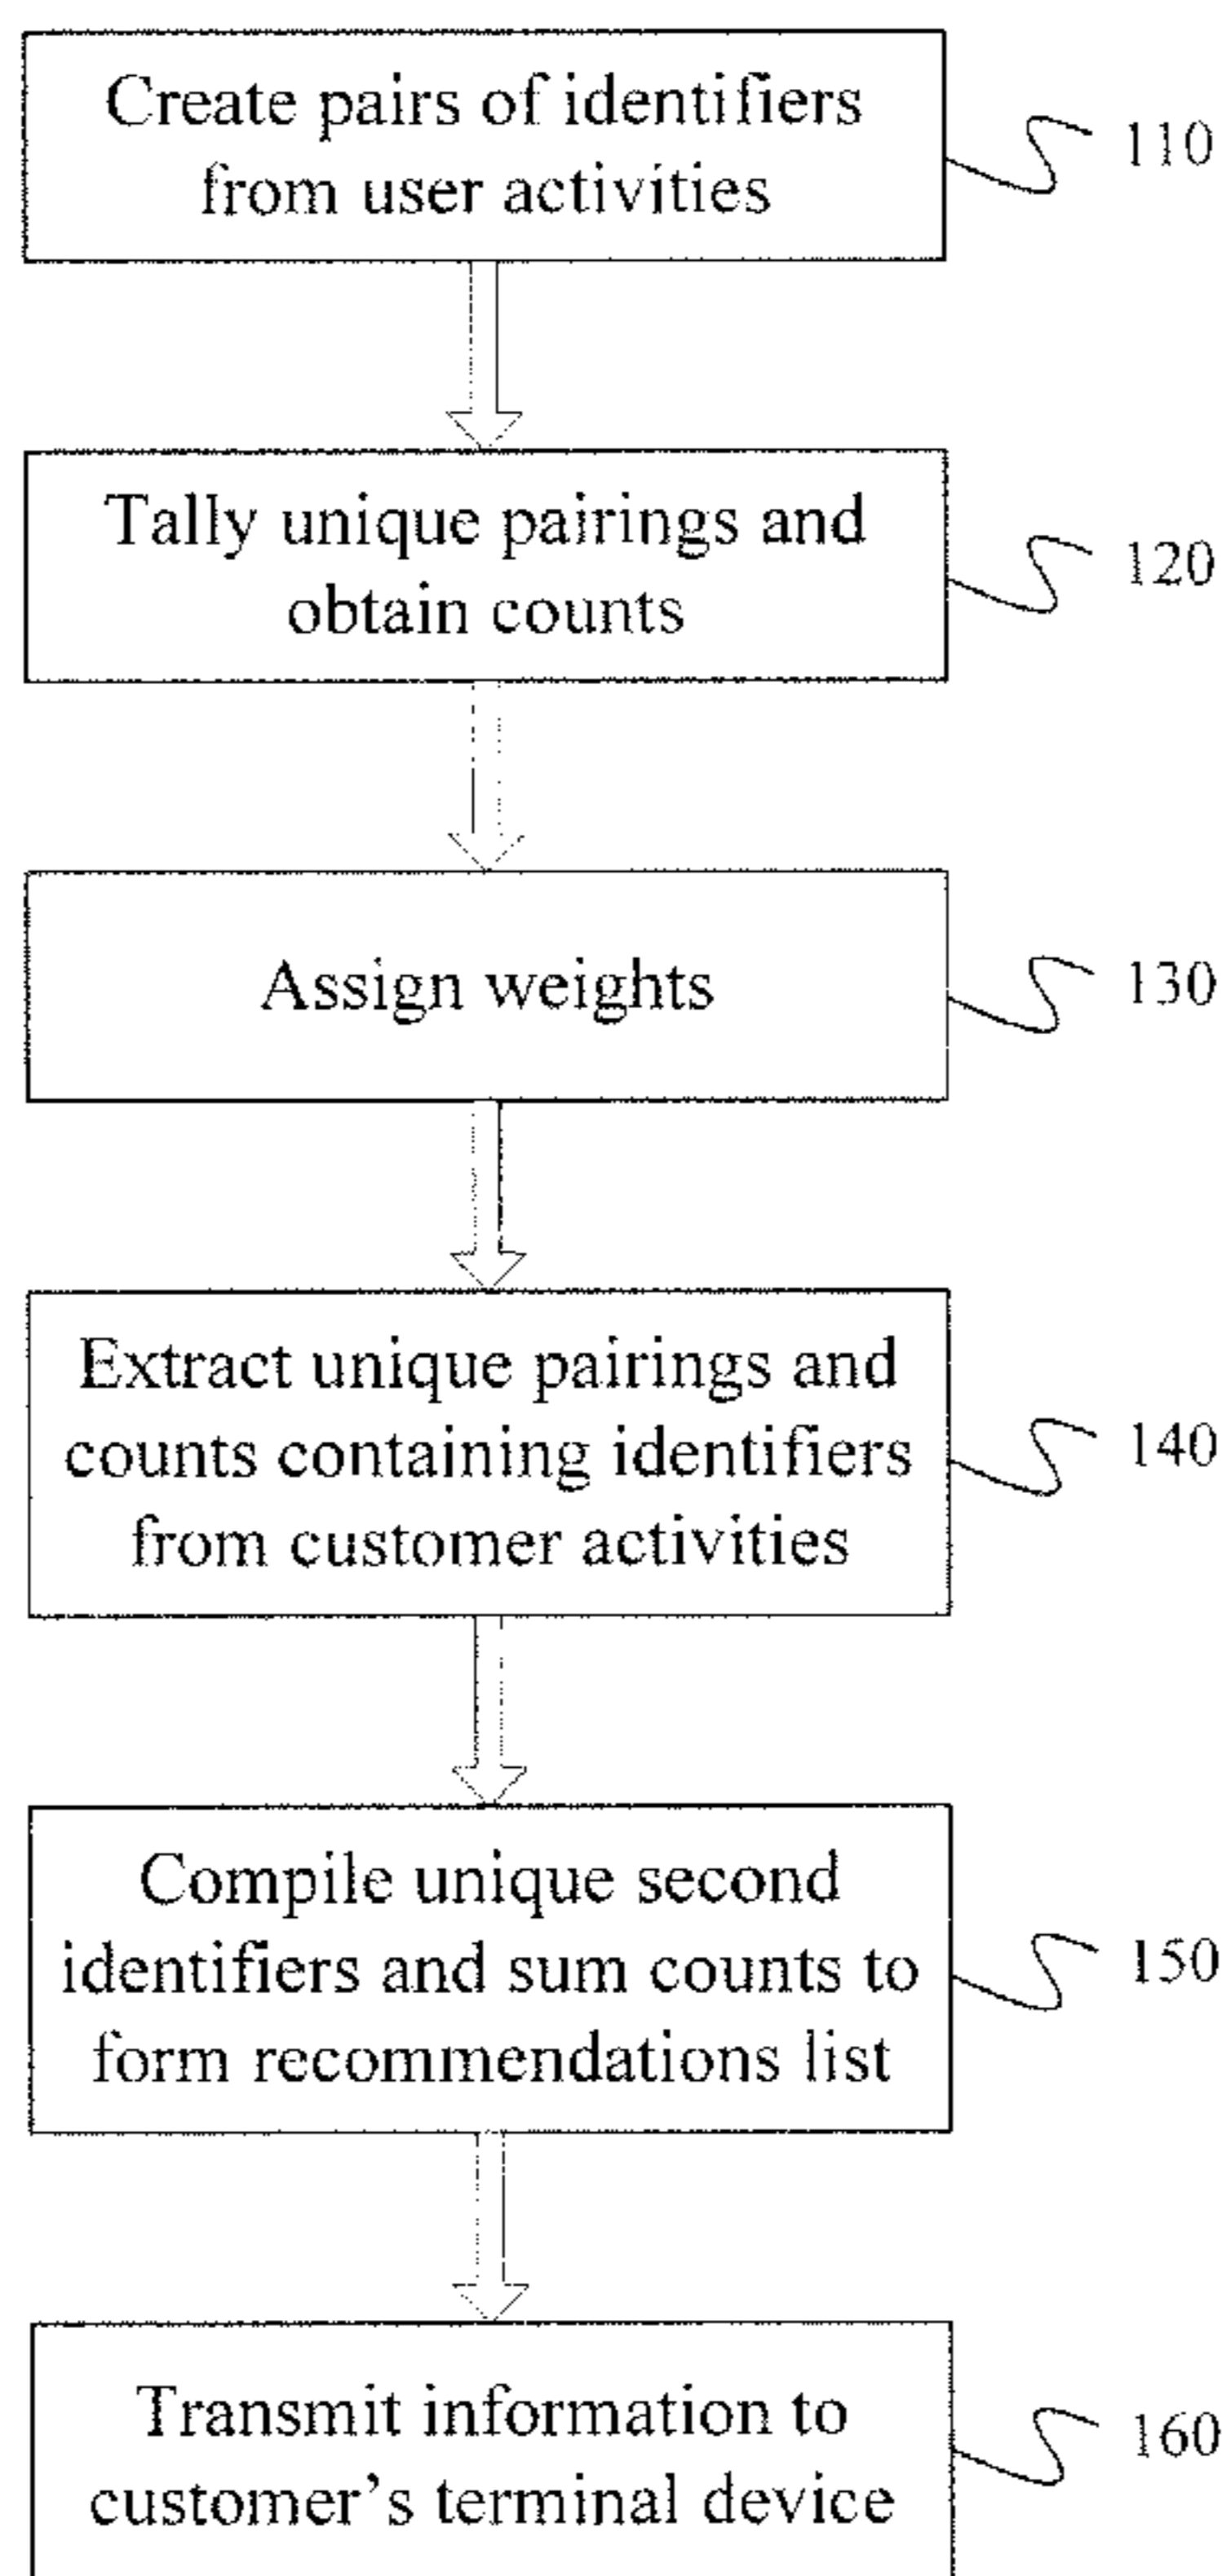 Create pairs of identifiers
from user activities
110
Tally unique pairings and
obtain counts
120
Assign weights
130
Extract unique pairings and
counts containing identifiers
from customer activities
140
Compile unique second
identifiers and sum counts to
form recommendations list
150
Transmit information to
customer's terminal device
160